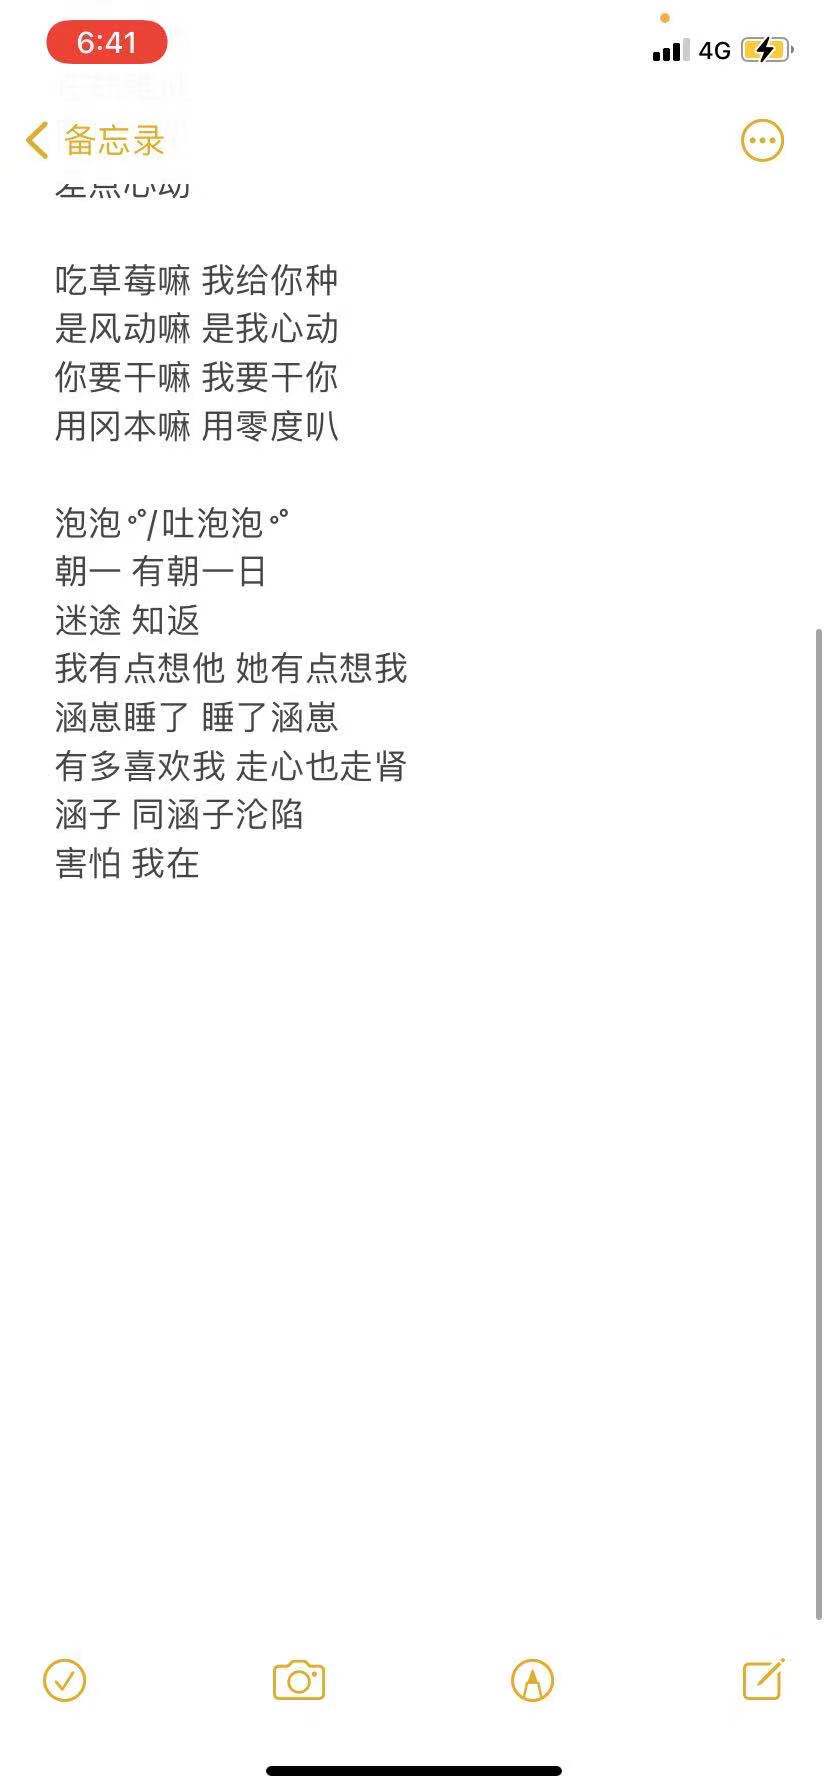 6:41
4G
备忘录
差点心动
吃草莓嘛 我给你种
是风动嘛 是我心动
你要干嘛 我要干你
用冈本嘛 用零度叭
泡泡 °°/吐泡泡 °°
朝一 有朝一日
迷途 知返
我有点想他 她有点想我
涵崽睡了 睡了涵崽
有多喜欢我 走心也走肾
涵子 同涵子沦陷
害怕 我在